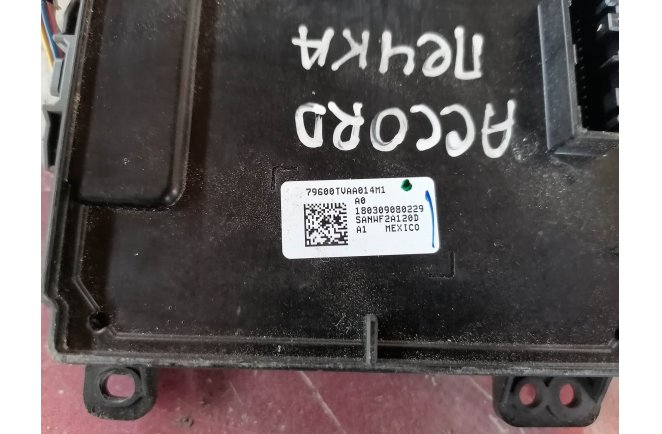 ACCORD
печка
79600TVAA014M1
A0
180309080229
SANWF2A120D
A1 MEXICO